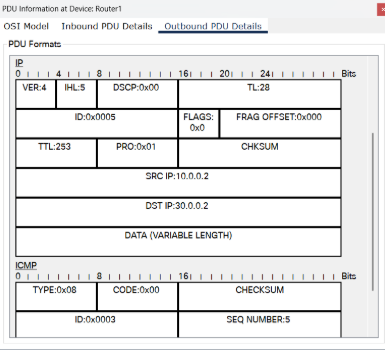 PDU Information at Device: Router1
OSI Model Inbound PDU Details Outbound PDU Details
PDU Formats
IP
0 4 8 16 20 24 Bits
VER:4 IHL:5 DSCP:0x00 TL:28
ID:0x0005 FLAGS: 0x0 FRAG OFFSET:0x000
TTL:253 PRO:0x01 CHKSUM
SRC IP:10.0.0.2
DST IP:30.0.0.2
DATA (VARIABLE LENGTH)
ICMP
0 8 16 Bits
TYPE:0x08 CODE:0x00 CHECKSUM
ID:0x0003 SEQ NUMBER:5